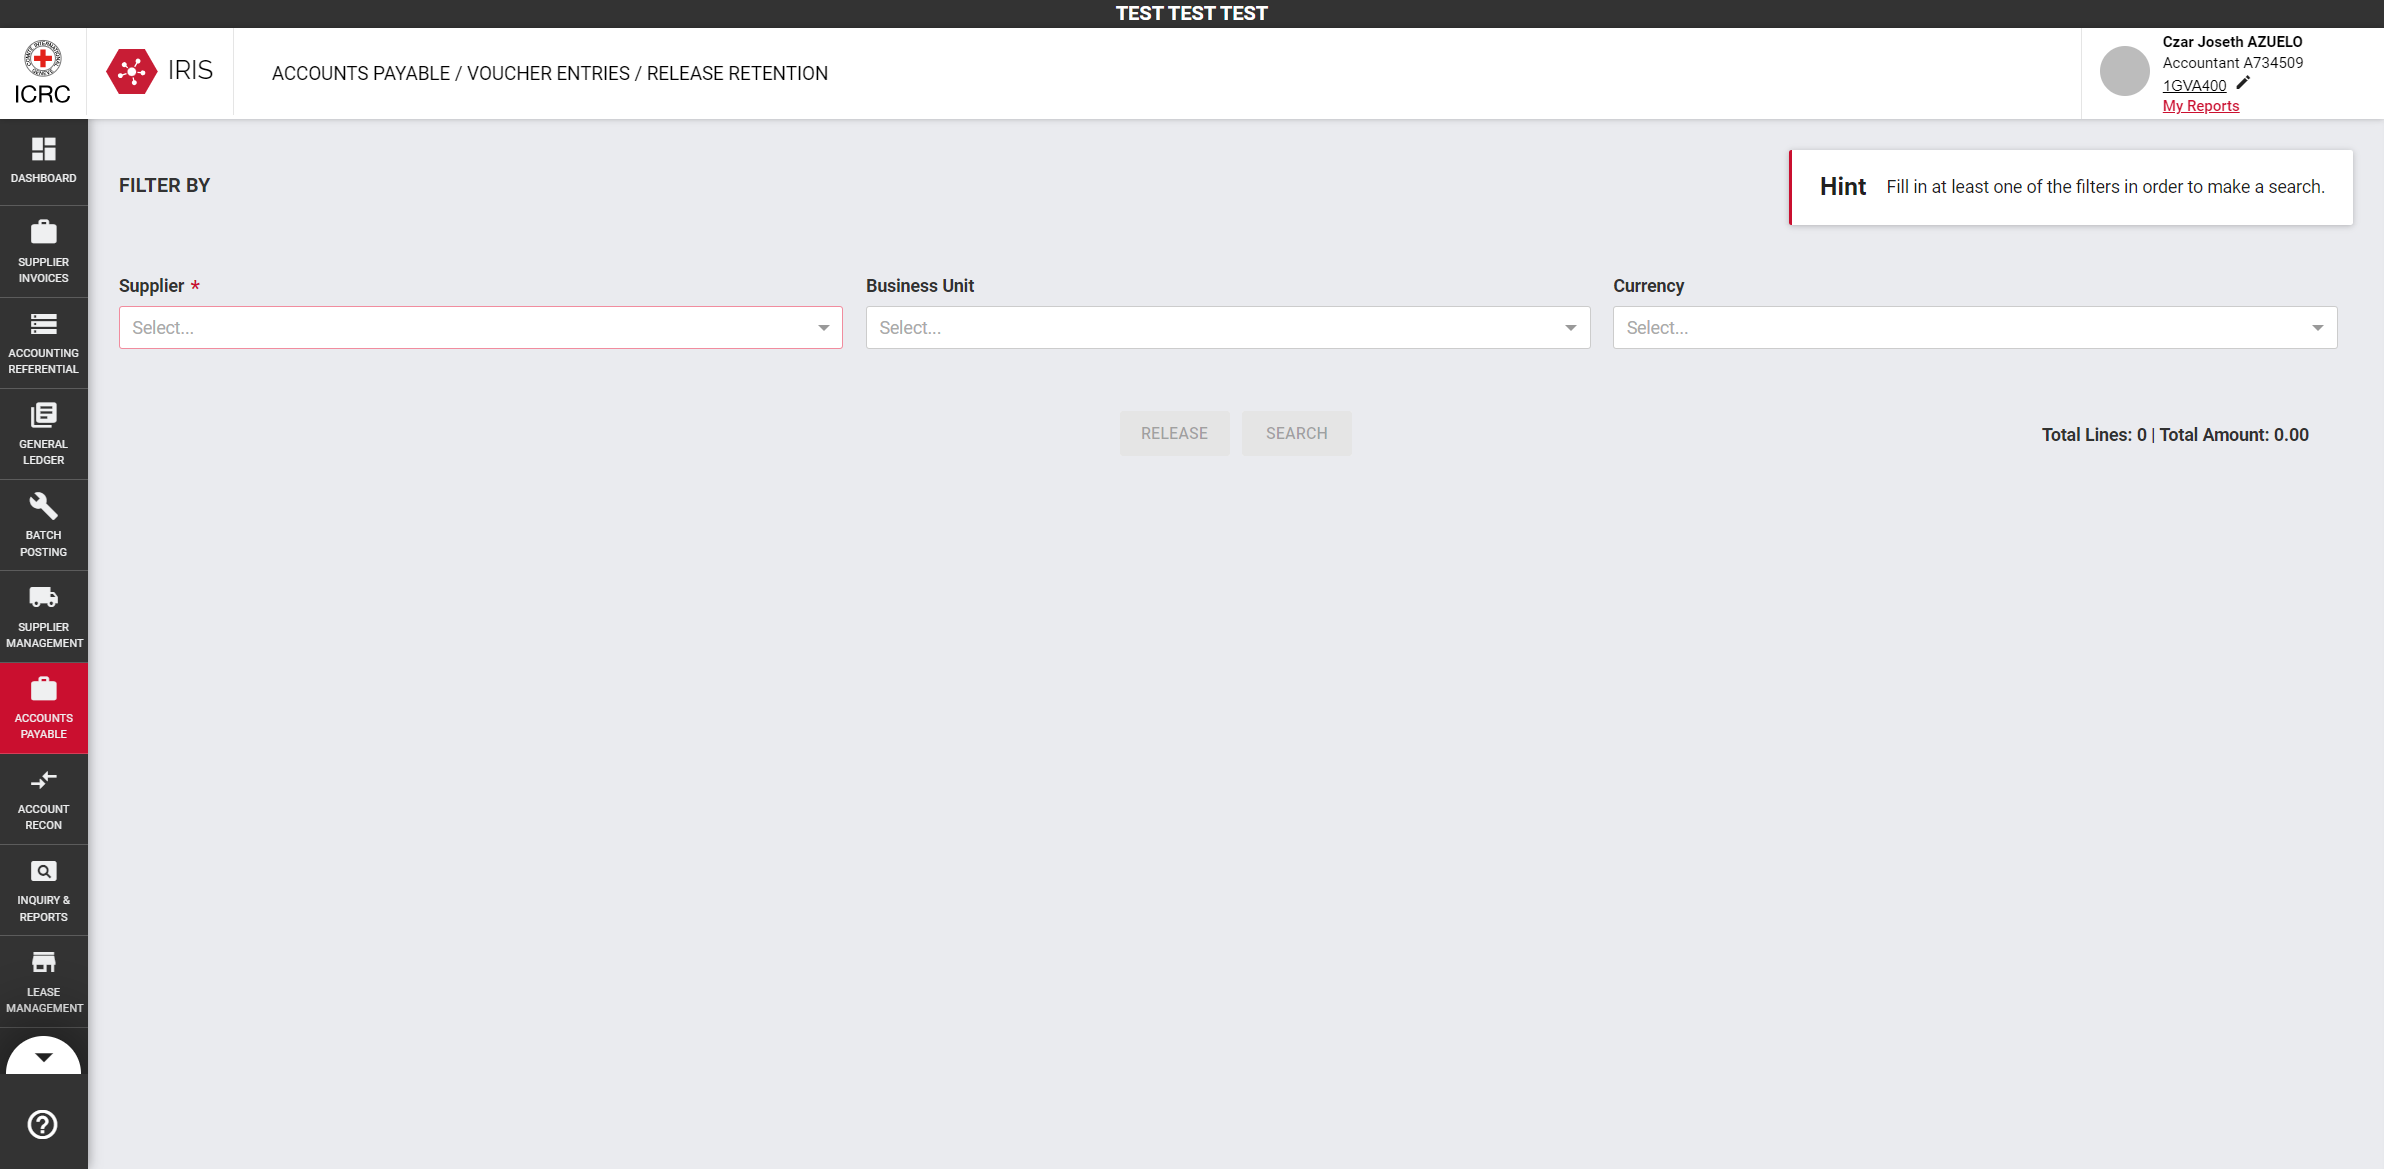 TEST TEST TEST
ICRC
IRIS
ACCOUNTS PAYABLE / VOUCHER ENTRIES / RELEASE RETENTION
Czar Joseth AZUELO
Accountant A734509
1GVA400
My Reports
DASHBOARD
SUPPLIER
INVOICES
ACCOUNTING
REFERENTIAL
GENERAL
LEDGER
BATCH
POSTING
SUPPLIER
MANAGEMENT
ACCOUNTS
PAYABLE
ACCOUNT
RECON
INQUIRY &
REPORTS
LEASE
MANAGEMENT
FILTER BY
Hint Fill in at least one of the filters in order to make a search.
Supplier * Business Unit Currency
Select... Select... Select...
RELEASE SEARCH Total Lines: 0 | Total Amount: 0.00